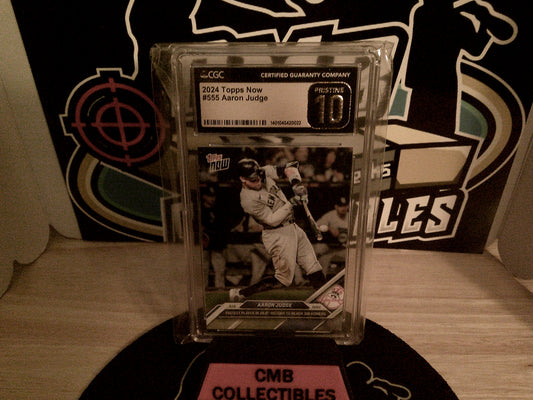 CGC
CERTIFIED GUARANTY COMPANY
2024 Topps Now
#555 Aaron Judge
PRISTINE
10
Topps
NOW
AARON JUDGE
LES
CMB
COLLECTIBLES